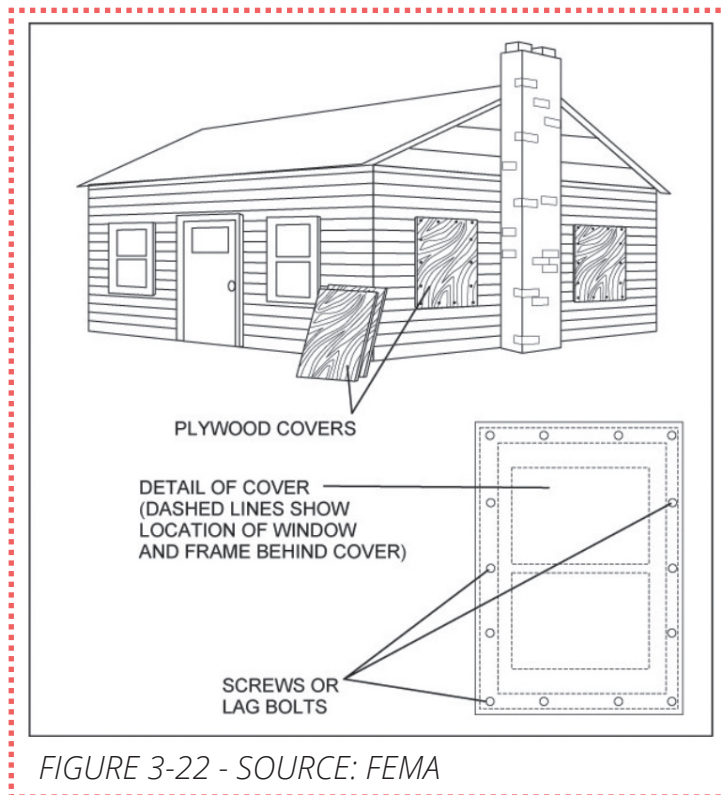 PLYWOOD COVERS
DETAIL OF COVER
(DASHED LINES SHOW
LOCATION OF WINDOW
AND FRAME BEHIND COVER)
SCREWS OR
LAG BOLTS
FIGURE 3-22 - SOURCE: FEMA